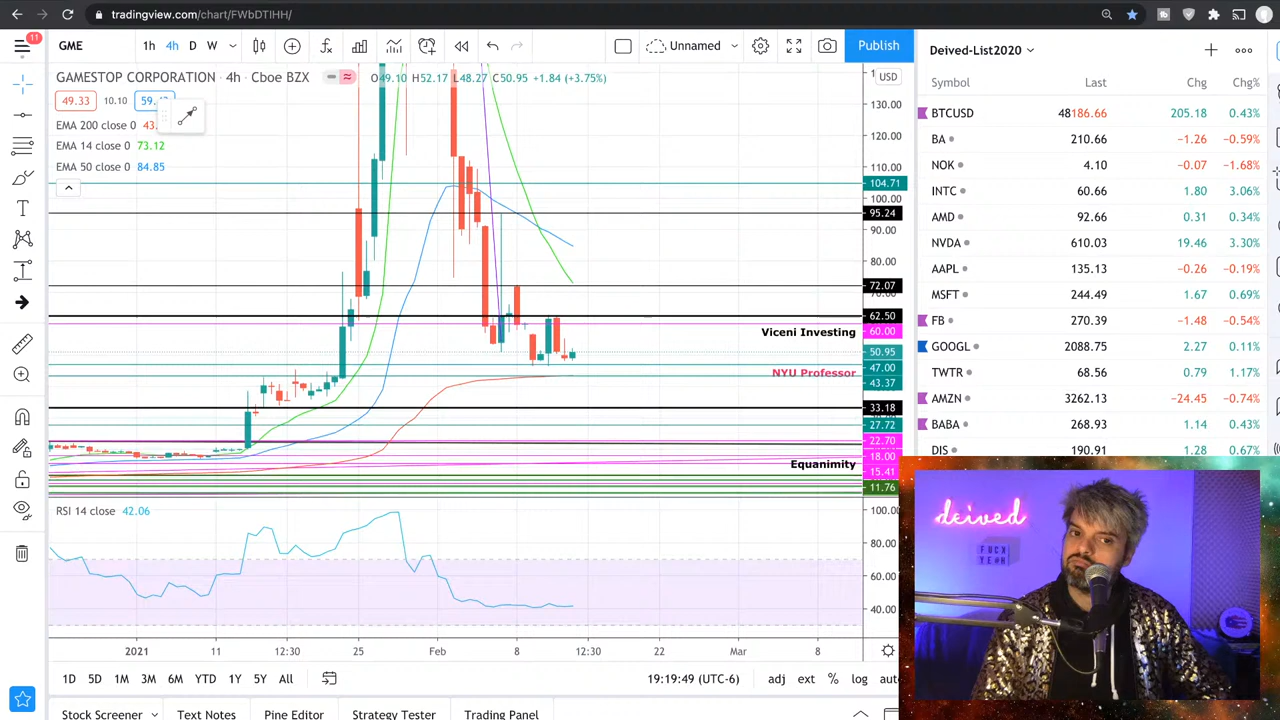 tradingview.com/chart/FWbDTIHH/
11
GME
1h 4h D W
Unnamed
Publish
Deived-List2020
GAMESTOP CORPORATION · 4h · Cboe BZX
O49.10 H52.17 L48.27 C50.95 +1.84 (+3.75%)
USD
49.33 10.10
EMA 200 close 0
EMA 14 close 0 73.12
EMA 50 close 0 84.85
130.00
120.00
110.00
104.71
100.00
95.24
90.00
80.00
72.07
62.50
60.00
50.95
47.00
43.37
33.18
27.72
22.70
18.00
15.41
11.76
Viceni Investing
NYU Professor
Equanimity
RSI 14 close 42.06
100.00
80.00
60.00
40.00
2021 11 12:30 25 Feb 8 12:30 22 Mar 8
1D 5D 1M 3M 6M YTD 1Y 5Y All
19:19:49 (UTC-6)
adj ext % log
Stock Screener Text Notes Pine Editor Strategy Tester Trading Panel
Symbol Last Chg Chg%
BTCUSD 48186.66 205.18 0.43%
BA 210.66 −1.26 −0.59%
NOK 4.10 −0.07 −1.68%
INTC 60.66 1.80 3.06%
AMD 92.66 0.31 0.34%
NVDA 610.03 19.46 3.30%
AAPL 135.13 −0.26 −0.19%
MSFT 244.49 1.67 0.69%
FB 270.39 −1.48 −0.54%
GOOGL 2088.75 2.27 0.11%
TWTR 68.56 0.79 1.17%
AMZN 3262.13 −24.45 −0.74%
BABA 268.93 1.14 0.43%
DIS 190.91 1.28 0.67%
deived
FUCK
YEAH